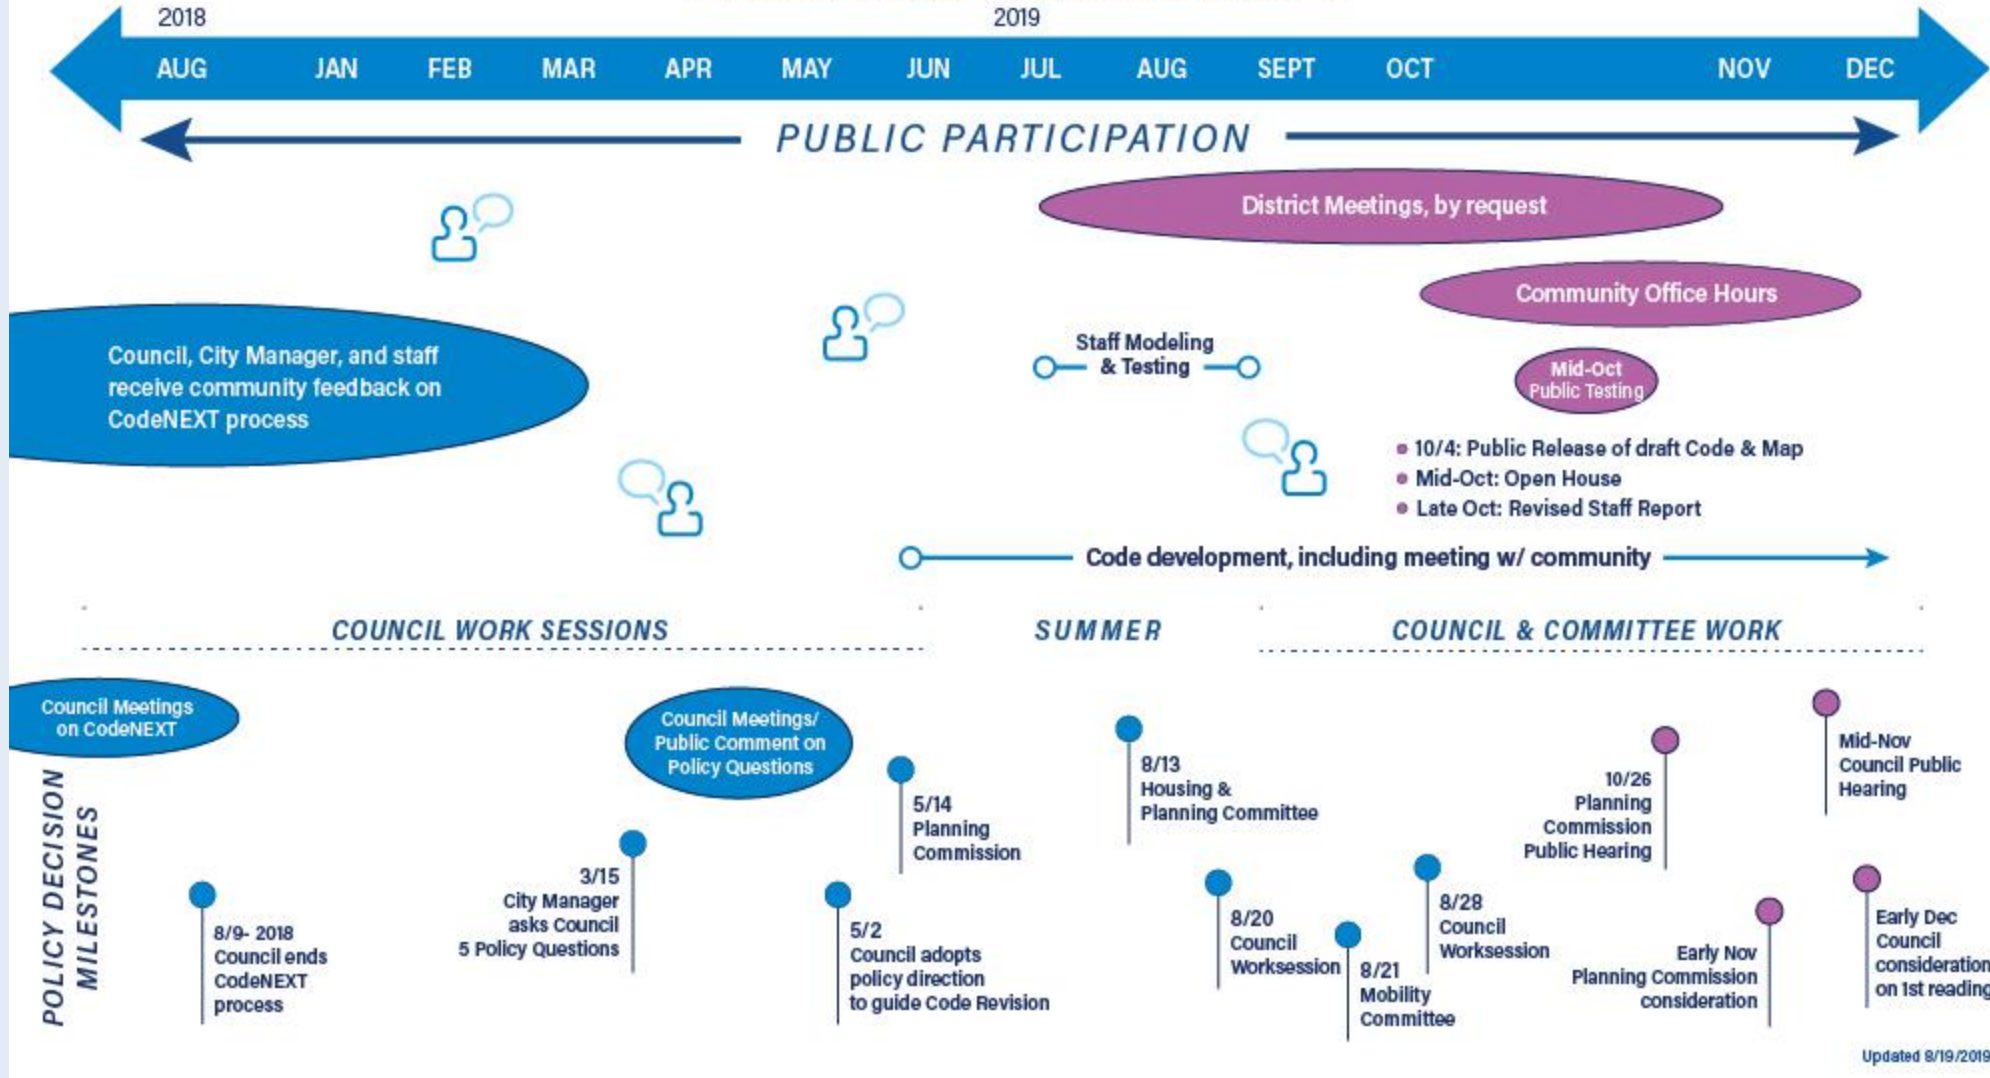 2018
2019
AUG
JAN
FEB
MAR
APR
MAY
JUN
JUL
AUG
SEPT
OCT
NOV
DEC
PUBLIC PARTICIPATION
District Meetings, by request
Community Office Hours
Council, City Manager, and staff
receive community feedback on
CodeNEXT process
Staff Modeling
& Testing
Mid-Oct
Public Testing
10/4: Public Release of draft Code & Map
Mid-Oct: Open House
Late Oct: Revised Staff Report
Code development, including meeting w/ community
COUNCIL WORK SESSIONS
SUMMER
COUNCIL & COMMITTEE WORK
POLICY DECISION
MILESTONES
Council Meetings
on CodeNEXT
8/9- 2018
Council ends
CodeNEXT
process
3/15
City Manager
asks Council
5 Policy Questions
Council Meetings/
Public Comment on
Policy Questions
5/2
Council adopts
policy direction
to guide Code Revision
5/14
Planning
Commission
8/13
Housing &
Planning Committee
8/20
Council
Worksession
8/21
Mobility
Committee
8/28
Council
Worksession
10/26
Planning
Commission
Public Hearing
Early Nov
Planning Commission
consideration
Mid-Nov
Council Public
Hearing
Early Dec
Council
consideration
on 1st reading
Updated 8/19/2019